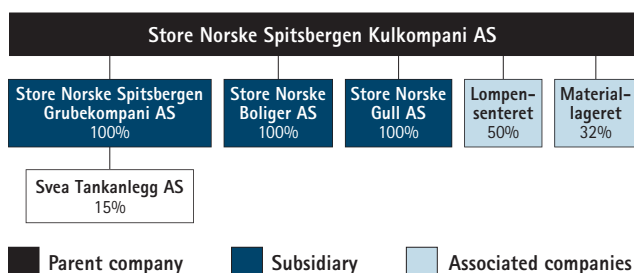 Store Norske Spitsbergen Kulkompani AS
Store Norske Spitsbergen
Grubekompani AS
100%
Store Norske
Boliger AS
100%
Store Norske
Gull AS
100%
Lompen-
senteret
50%
Material-
lageret
32%
Svea Tankanlegg AS
15%
Parent company
Subsidiary
Associated companies